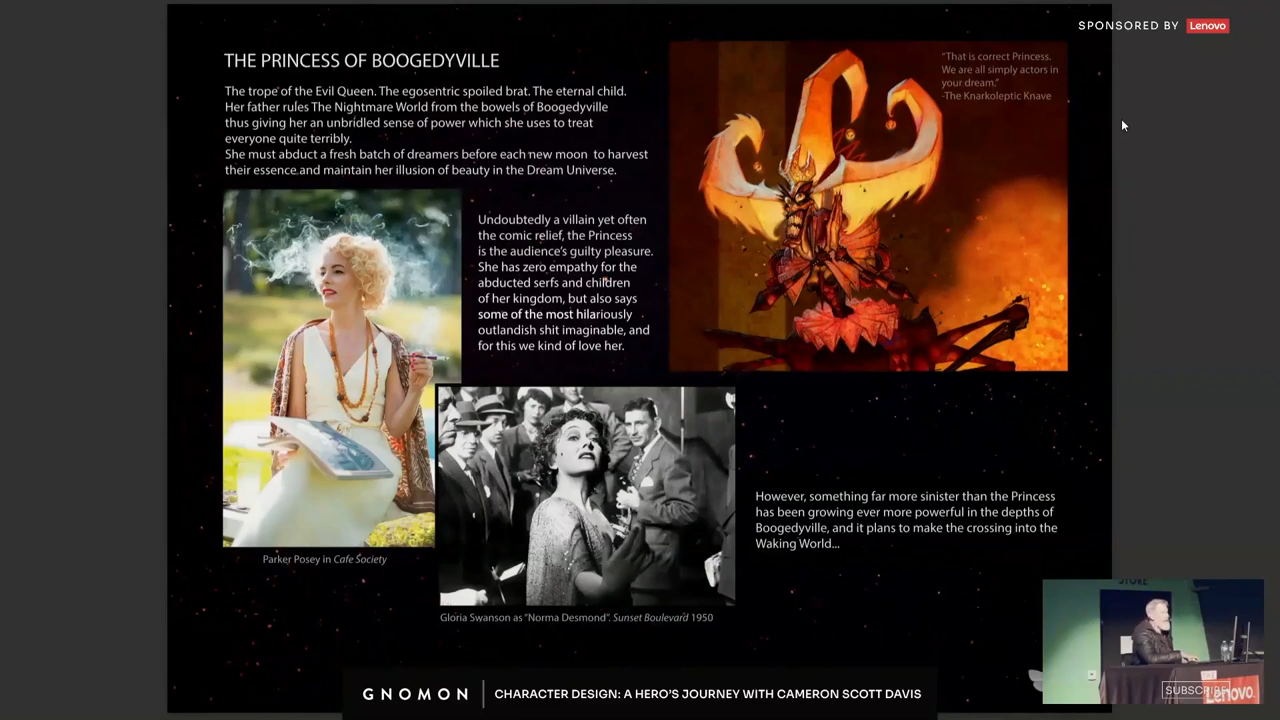 SPONSORED BY Lenovo
THE PRINCESS OF BOOGEDYVILLE
The trope of the Evil Queen. The egosentric spoiled brat. The eternal child.
Her father rules The Nightmare World from the bowels of Boogedyville
thus giving her an unbridled sense of power which she uses to treat
everyone quite terribly.
She must abduct a fresh batch of dreamers before each new moon to harvest
their essence and maintain her illusion of beauty in the Dream Universe.
"That is correct Princess.
We are all simply actors in
your dream."
-The Knarkoleptic Knave
Undoubtedly a villain yet often
the comic relief, the Princess
is the audience's guilty pleasure.
She has zero empathy for the
abducted serfs and children
of her kingdom, but also says
some of the most hilariously
outlandish shit imaginable, and
for this we kind of love her.
Parker Posey in Cafe Society
Gloria Swanson as "Norma Desmond". Sunset Boulevard 1950
However, something far more sinister than the Princess
has been growing ever more powerful in the depths of
Boogedyville, and it plans to make the crossing into the
Waking World...
STORE
SUBSCRIBE
Lenovo
GNOMON
CHARACTER DESIGN: A HERO'S JOURNEY WITH CAMERON SCOTT DAVIS